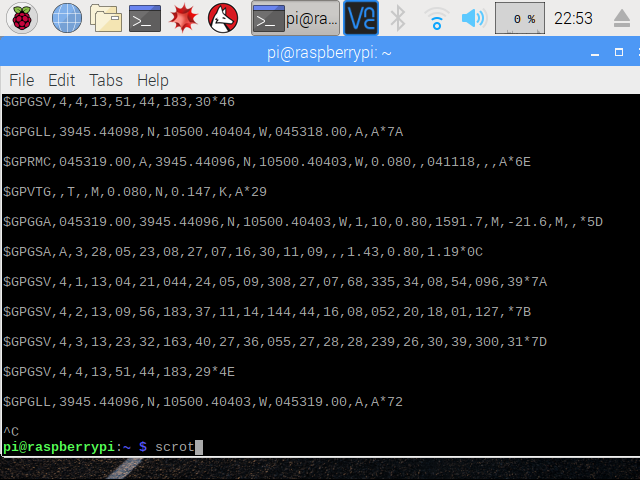 pi@ra...
0 %
22:53
pi@raspberrypi: ~
File Edit Tabs Help
$GPGSV,4,4,13,51,44,183,30*46
$GPGLL,3945.44098,N,10500.40404,W,045318.00,A,A*7A
$GPRMC,045319.00,A,3945.44096,N,10500.40403,W,0.080,,041118,,,A*6E
$GPVTG,,T,,M,0.080,N,0.147,K,A*29
$GPGGA,045319.00,3945.44096,N,10500.40403,W,1,10,0.80,1591.7,M,-21.6,M,,*5D
$GPGSA,A,3,28,05,23,08,27,07,16,30,11,09,,,1.43,0.80,1.19*0C
$GPGSV,4,1,13,04,21,044,24,05,09,308,27,07,68,335,34,08,54,096,39*7A
$GPGSV,4,2,13,09,56,183,37,11,14,144,44,16,08,052,20,18,01,127,*7B
$GPGSV,4,3,13,23,32,163,40,27,36,055,27,28,28,239,26,30,39,300,31*7D
$GPGSV,4,4,13,51,44,183,29*4E
$GPGLL,3945.44096,N,10500.40403,W,045319.00,A,A*72
^C
pi@raspberrypi:~ $ scrot